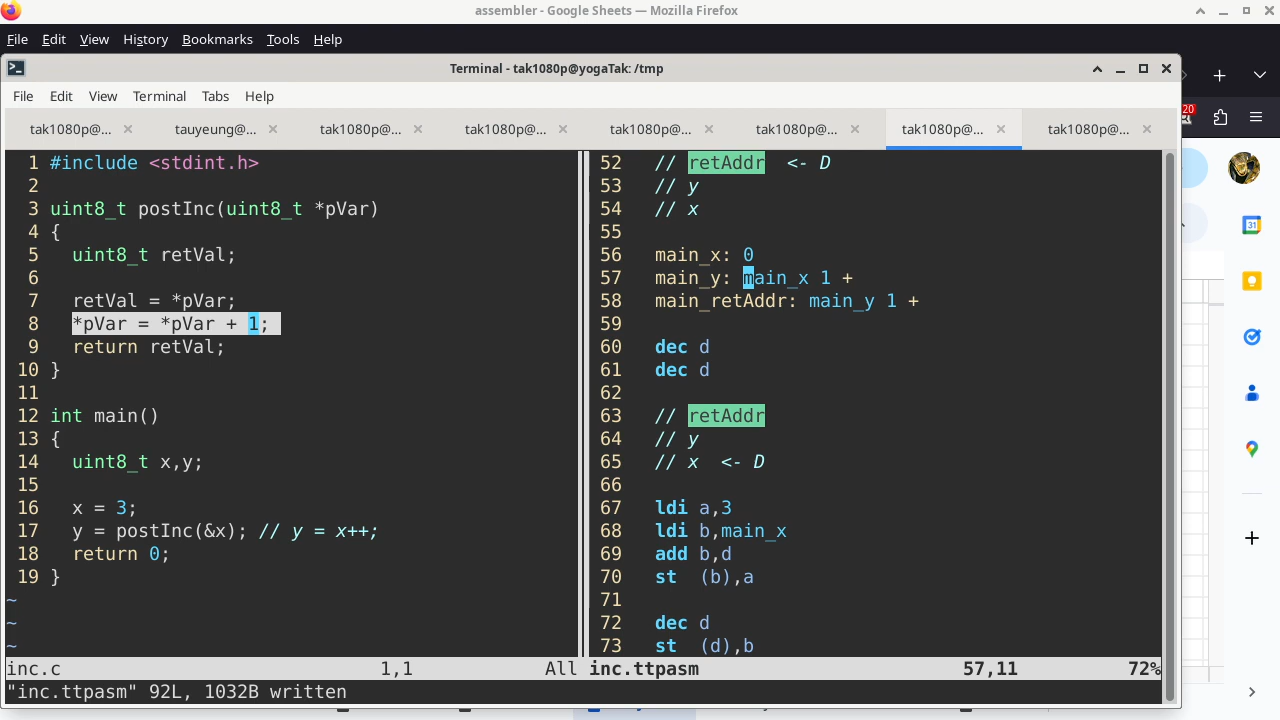 assembler - Google Sheets — Mozilla Firefox
File Edit View History Bookmarks Tools Help
Terminal - tak1080p@yogaTak: /tmp
File Edit View Terminal Tabs Help
20
tak1080p@... tauyeung@... tak1080p@... tak1080p@... tak1080p@... tak1080p@... tak1080p@... tak1080p@...
1 #include <stdint.h>
2
3 uint8_t postInc(uint8_t *pVar)
4 {
5 uint8_t retVal;
6
7 retVal = *pVar;
8 *pVar = *pVar + 1;
9 return retVal;
10 }
11
12 int main()
13 {
14 uint8_t x,y;
15
16 x = 3;
17 y = postInc(&x); // y = x++;
18 return 0;
19 }
~
~
~
inc.c 1,1 All
52 // retAddr <- D
53 // y
54 // x
55
56 main_x: 0
57 main_y: main_x 1 +
58 main_retAddr: main_y 1 +
59
60 dec d
61 dec d
62
63 // retAddr
64 // y
65 // x <- D
66
67 ldi a,3
68 ldi b,main_x
69 add b,d
70 st (b),a
71
72 dec d
73 st (d),b
inc.ttpasm 57,11 72%
"inc.ttpasm" 92L, 1032B written
31